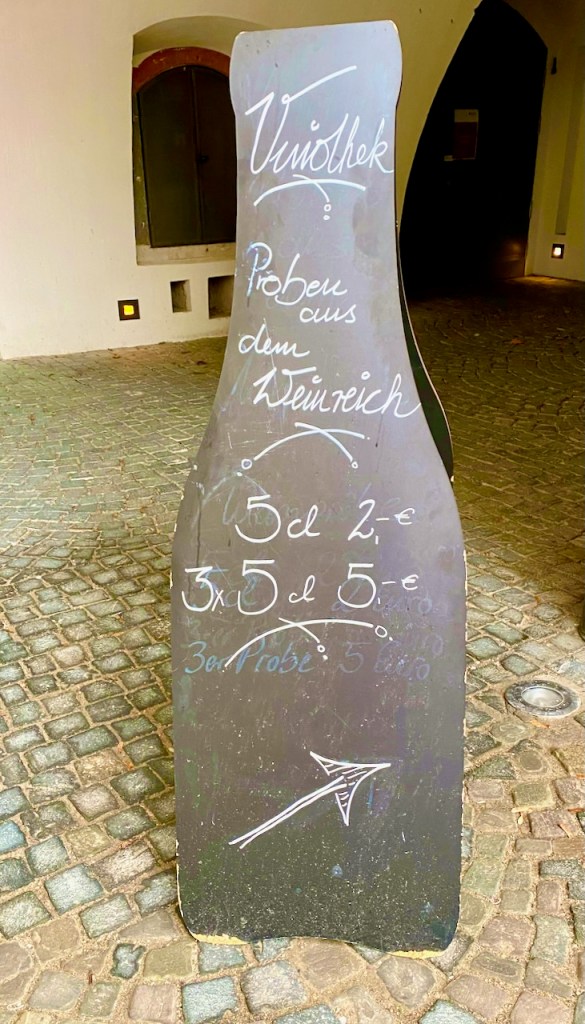 Vinothek
Proben
aus
dem
Weinreich
5 cl 2,-€
3x 5 cl 5,-€
3er Probe 5 Euro